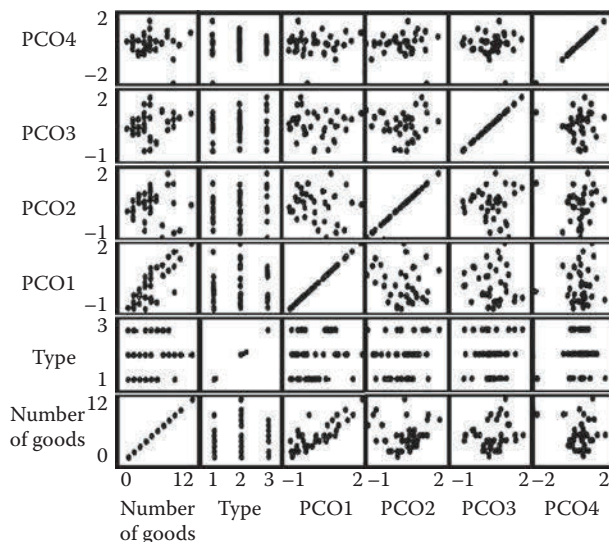 PCO4
2
−2
PCO3
2
−1
PCO2
2
−1
PCO1
2
−1
Type
3
1
Number
of goods
12
0
0 12 1 2 3 −1 2 −1 2 −1 2 −2 2
Number
of goods
Type PCO1 PCO2 PCO3 PCO4